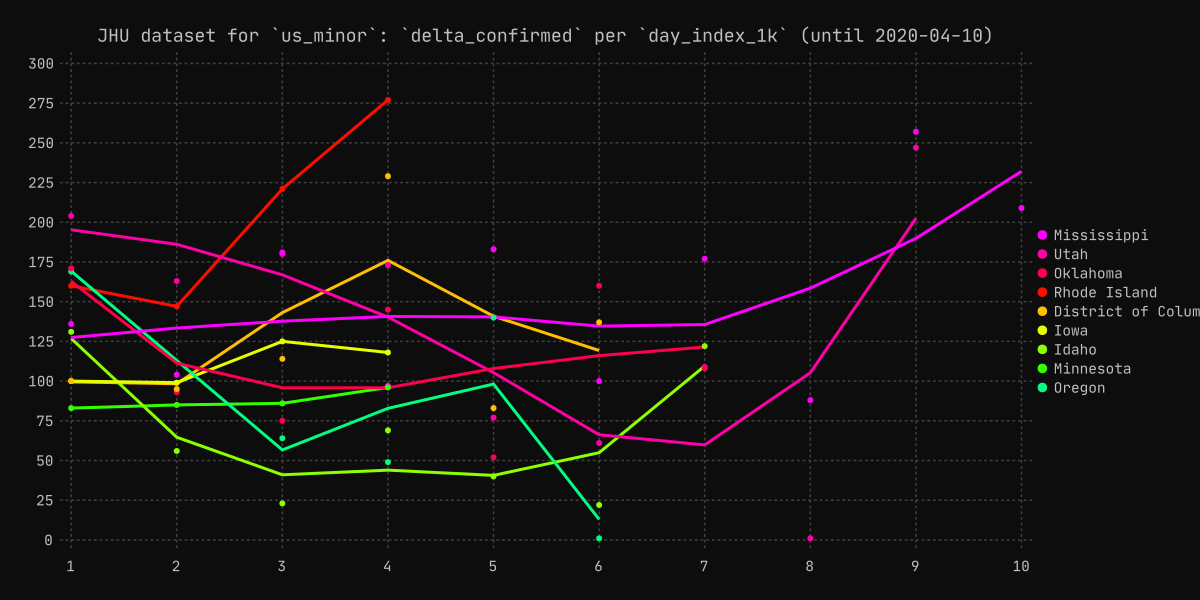 JHU dataset for `us_minor`: `delta_confirmed` per `day_index_1k` (until 2020-04-10)
300
275
250
225
200
175
150
125
100
75
50
25
0
1 2 3 4 5 6 7 8 9 10
Mississippi
Utah
Oklahoma
Rhode Island
District of Colum
Iowa
Idaho
Minnesota
Oregon